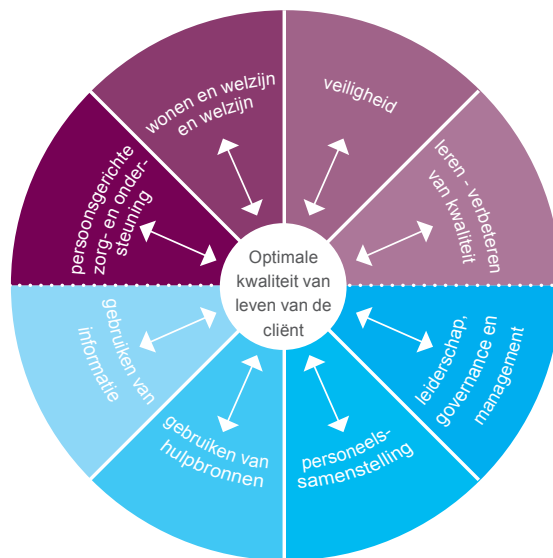 wonen en welzijn
en welzijn
veiligheid
leren - verbeteren
van kwaliteit
persoonsgerichte
zorg- en onder-
steuning
Optimale
kwaliteit van
leven van de
cliënt
gebruiken van
informatie
leiderschap,
governance en
management
gebruiken van
hulpbronnen
personeels-
samenstelling